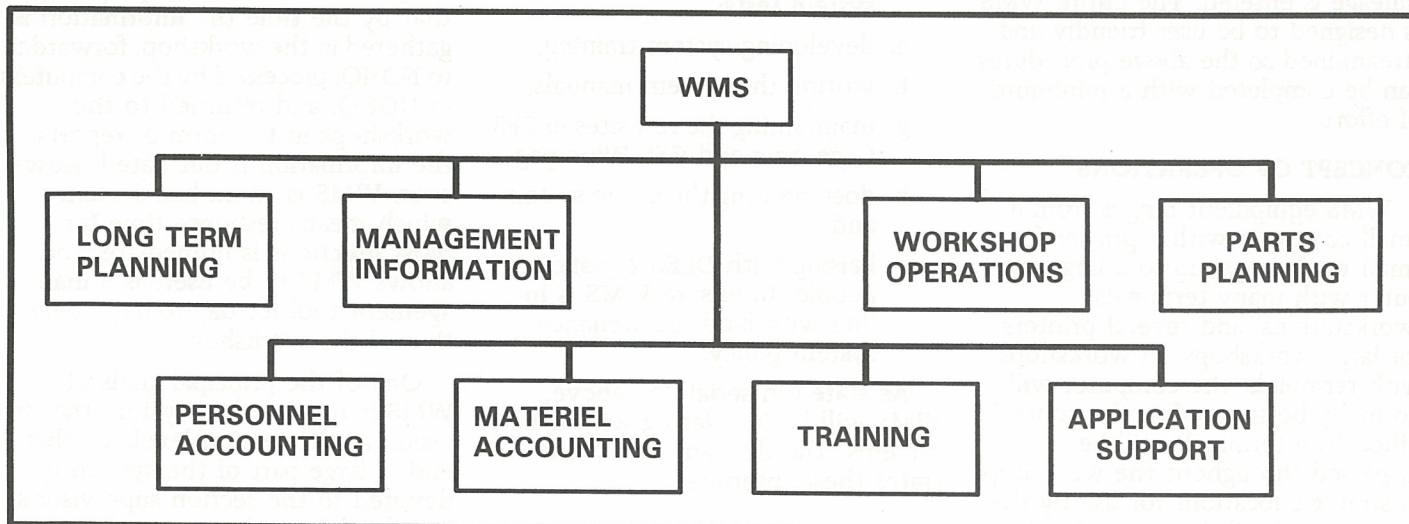 WMS
LONG TERM
PLANNING
MANAGEMENT
INFORMATION
WORKSHOP
OPERATIONS
PARTS
PLANNING
PERSONNEL
ACCOUNTING
MATERIEL
ACCOUNTING
TRAINING
APPLICATION
SUPPORT